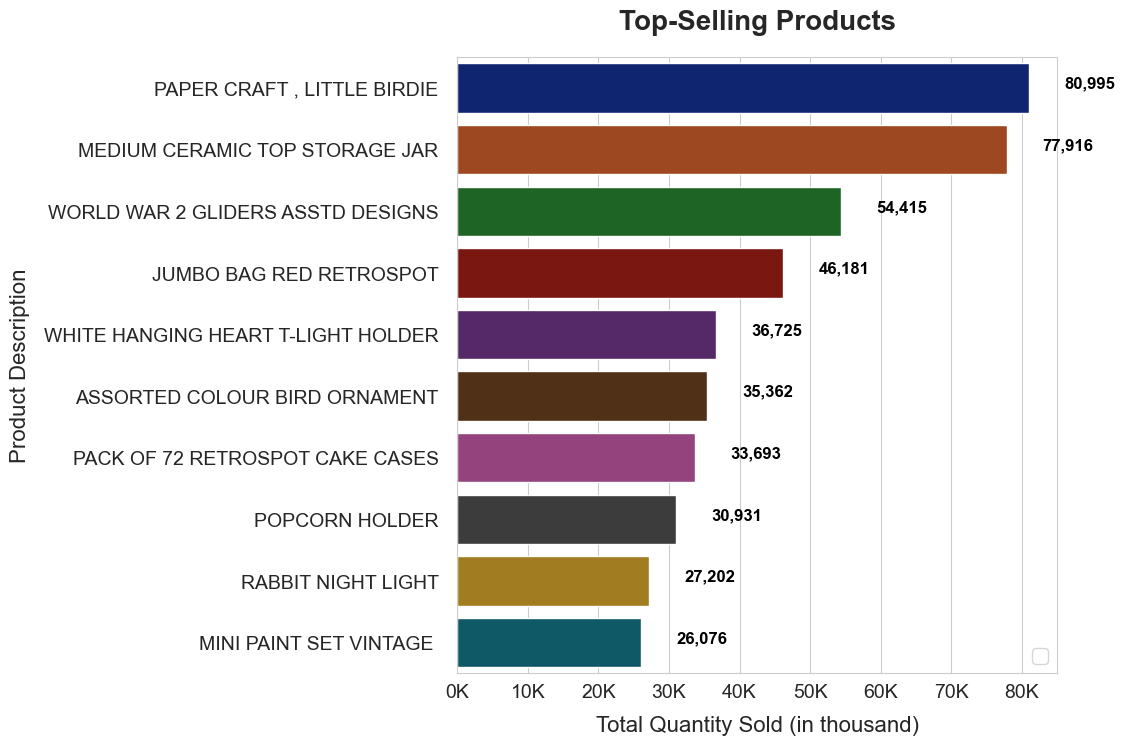 Top-Selling Products
Product Description
PAPER CRAFT , LITTLE BIRDIE 80,995
MEDIUM CERAMIC TOP STORAGE JAR 77,916
WORLD WAR 2 GLIDERS ASSTD DESIGNS 54,415
JUMBO BAG RED RETROSPOT 46,181
WHITE HANGING HEART T-LIGHT HOLDER 36,725
ASSORTED COLOUR BIRD ORNAMENT 35,362
PACK OF 72 RETROSPOT CAKE CASES 33,693
POPCORN HOLDER 30,931
RABBIT NIGHT LIGHT 27,202
MINI PAINT SET VINTAGE 26,076
0K 10K 20K 30K 40K 50K 60K 70K 80K
Total Quantity Sold (in thousand)